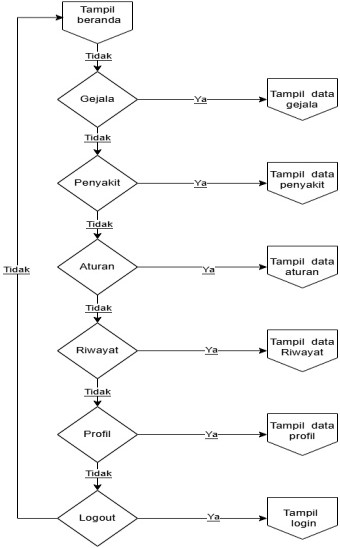 Tampil
beranda
Tidak
Gejala
Ya
Tampil data
gejala
Tidak
Penyakit
Ya
Tampil data
penyakit
Tidak
Aturan
Ya
Tampil data
aturan
Tidak
Tidak
Riwayat
Ya
Tampil data
Riwayat
Tidak
Profil
Ya
Tampil data
profil
Tidak
Logout
Ya
Tampil
login